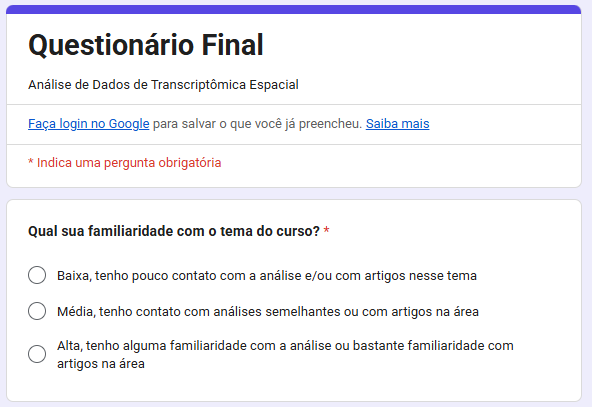 Questionário Final
Análise de Dados de Transcriptômica Espacial
Faça login no Google para salvar o que você já preencheu. Saiba mais
* Indica uma pergunta obrigatória
Qual sua familiaridade com o tema do curso? *
Baixa, tenho pouco contato com a análise e/ou com artigos nesse tema
Média, tenho contato com análises semelhantes ou com artigos na área
Alta, tenho alguma familiaridade com a análise ou bastante familiaridade com
artigos na área